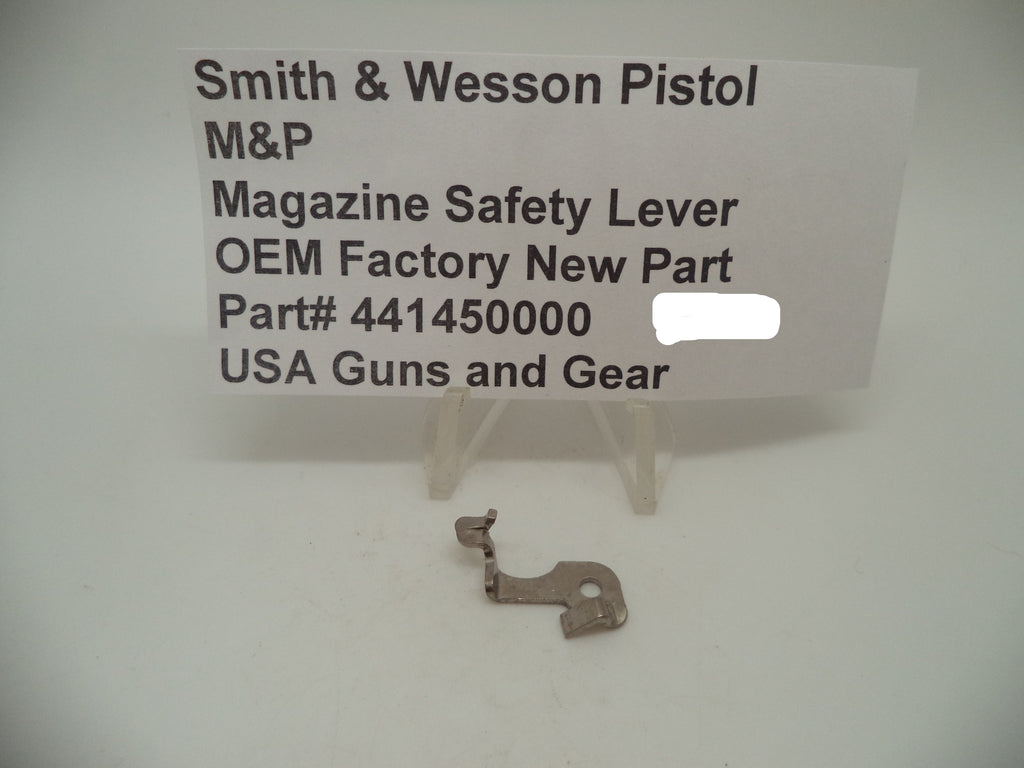 Smith & Wesson Pistol
M&P
Magazine Safety Lever
OEM Factory New Part
Part# 441450000
USA Guns and Gear